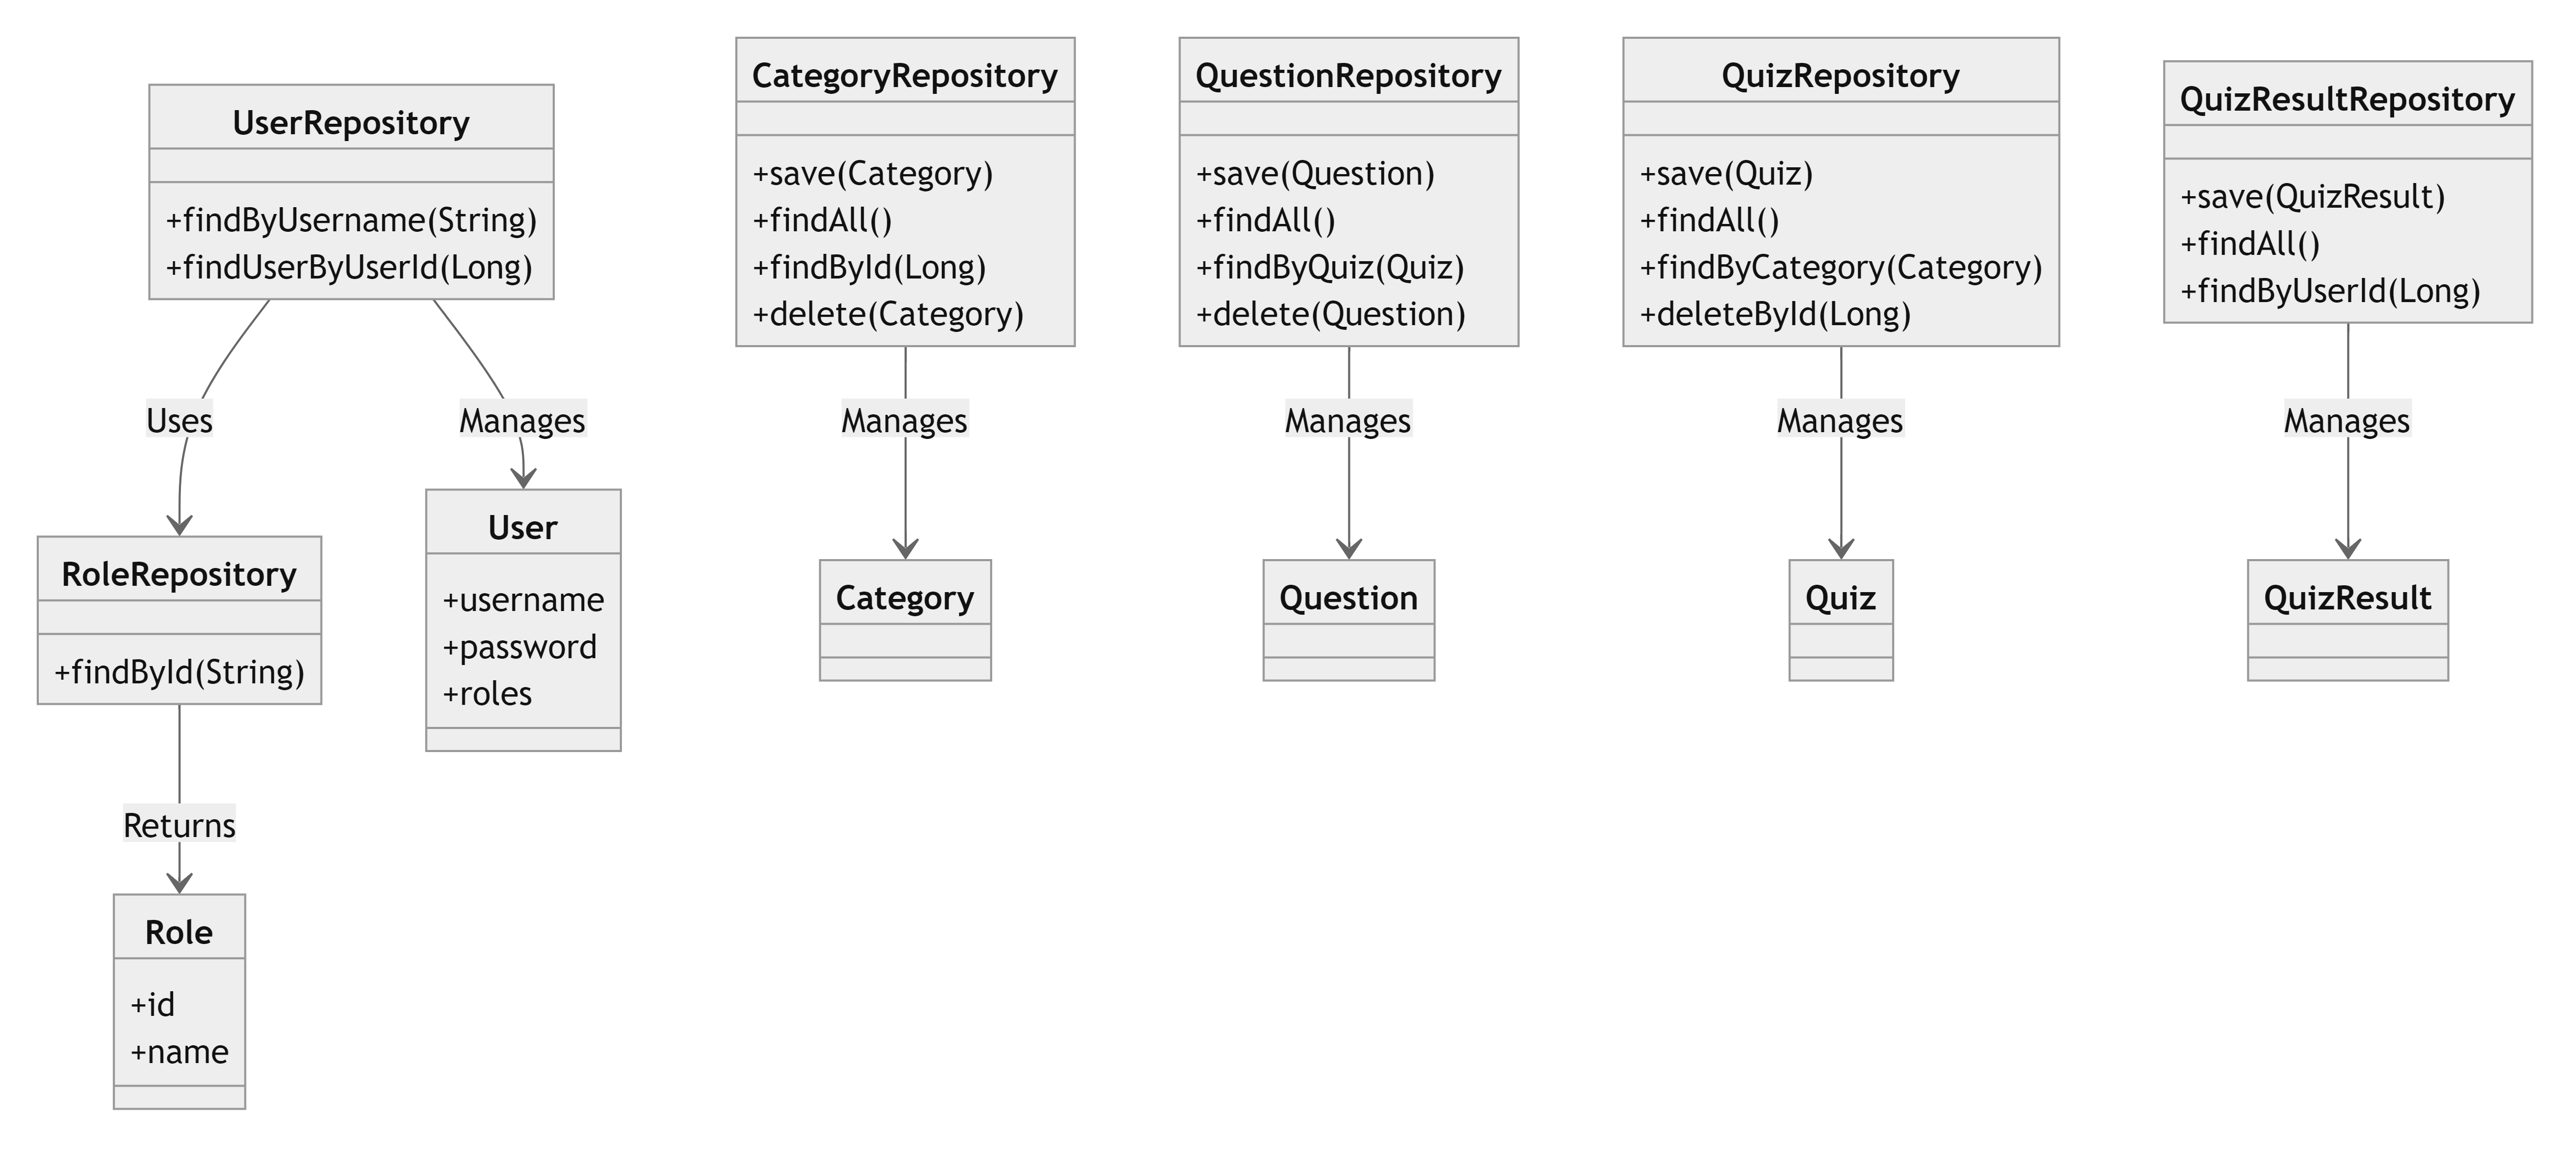 UserRepository
+findByUsername(String)
+findUserByUserId(Long)
CategoryRepository
+save(Category)
+findAll()
+findById(Long)
+delete(Category)
QuestionRepository
+save(Question)
+findAll()
+findByQuiz(Quiz)
+delete(Question)
QuizRepository
+save(Quiz)
+findAll()
+findByCategory(Category)
+deleteById(Long)
QuizResultRepository
+save(QuizResult)
+findAll()
+findByUserId(Long)
Uses
Manages
Manages
Manages
Manages
Manages
RoleRepository
+findById(String)
User
+username
+password
+roles
Category
Question
Quiz
QuizResult
Returns
Role
+id
+name